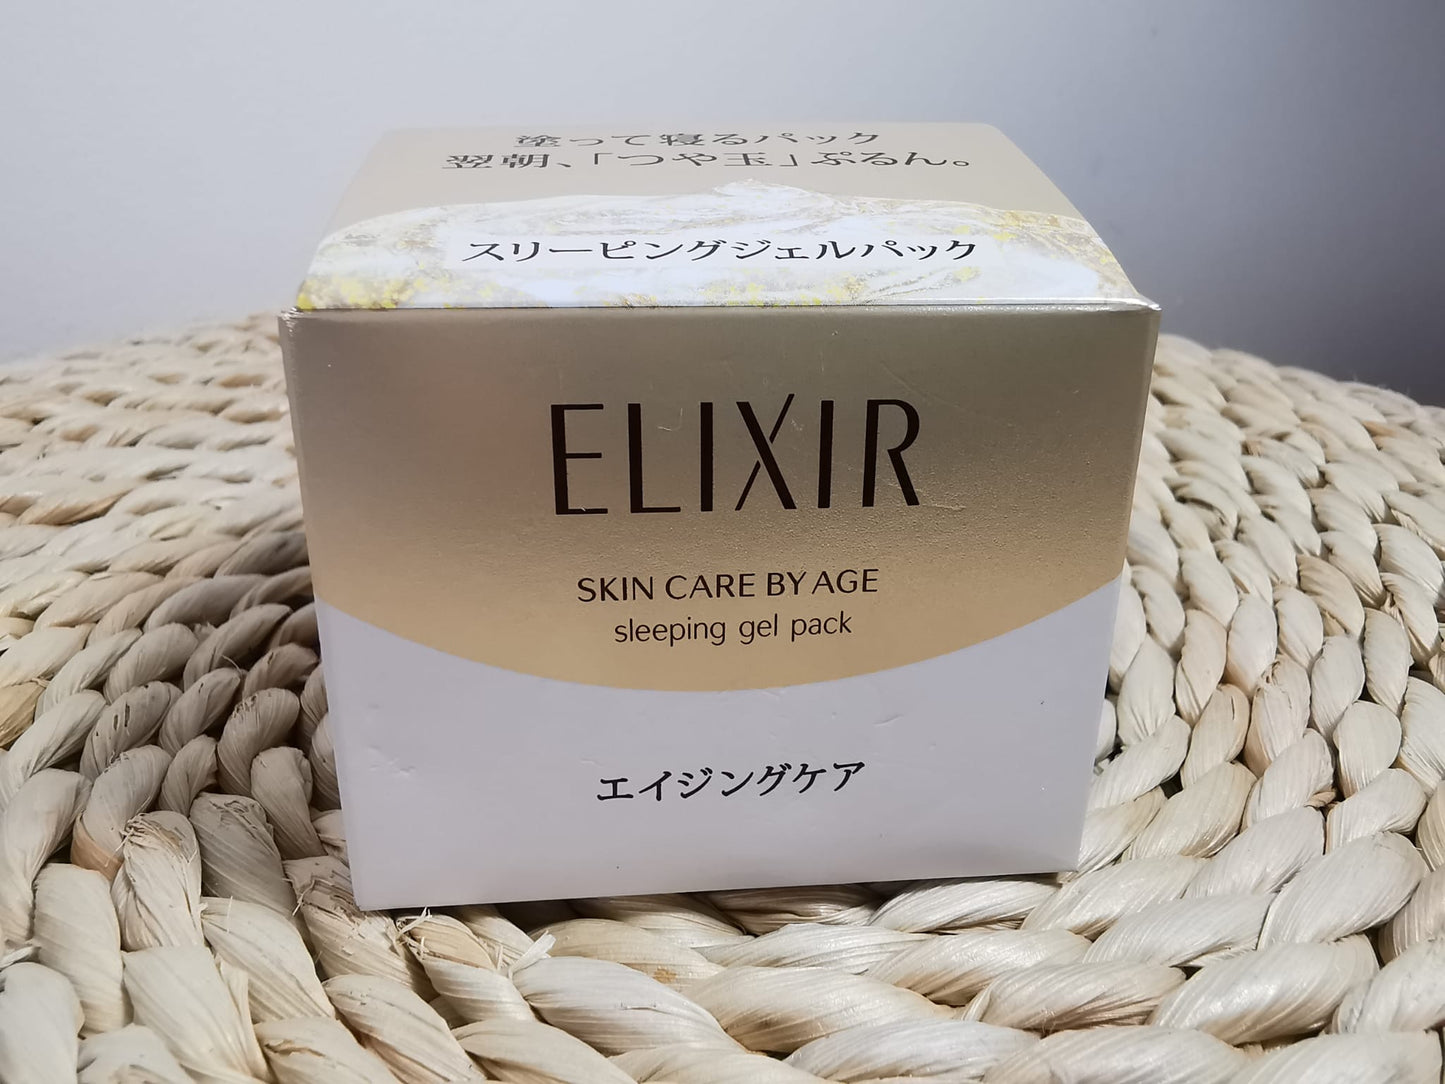 塗って寝るパック
翌朝、「つや玉」ぷるん。
スリーピングジェルパック
ELIXIR
SKIN CARE BY AGE
sleeping gel pack
エイジングケア